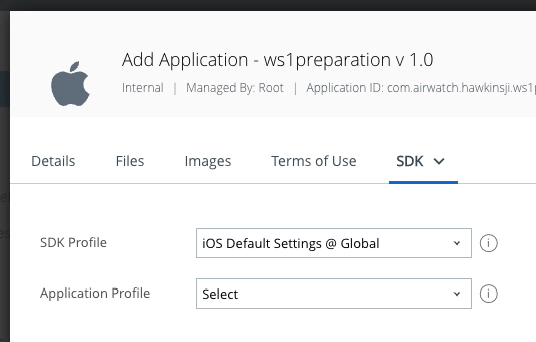 Add Application - ws1preparation v 1.0
Internal | Managed By: Root | Application ID: com.airwatch.hawkinsji.ws1p
Details Files Images Terms of Use SDK
SDK Profile iOS Default Settings @ Global
Application Profile Select